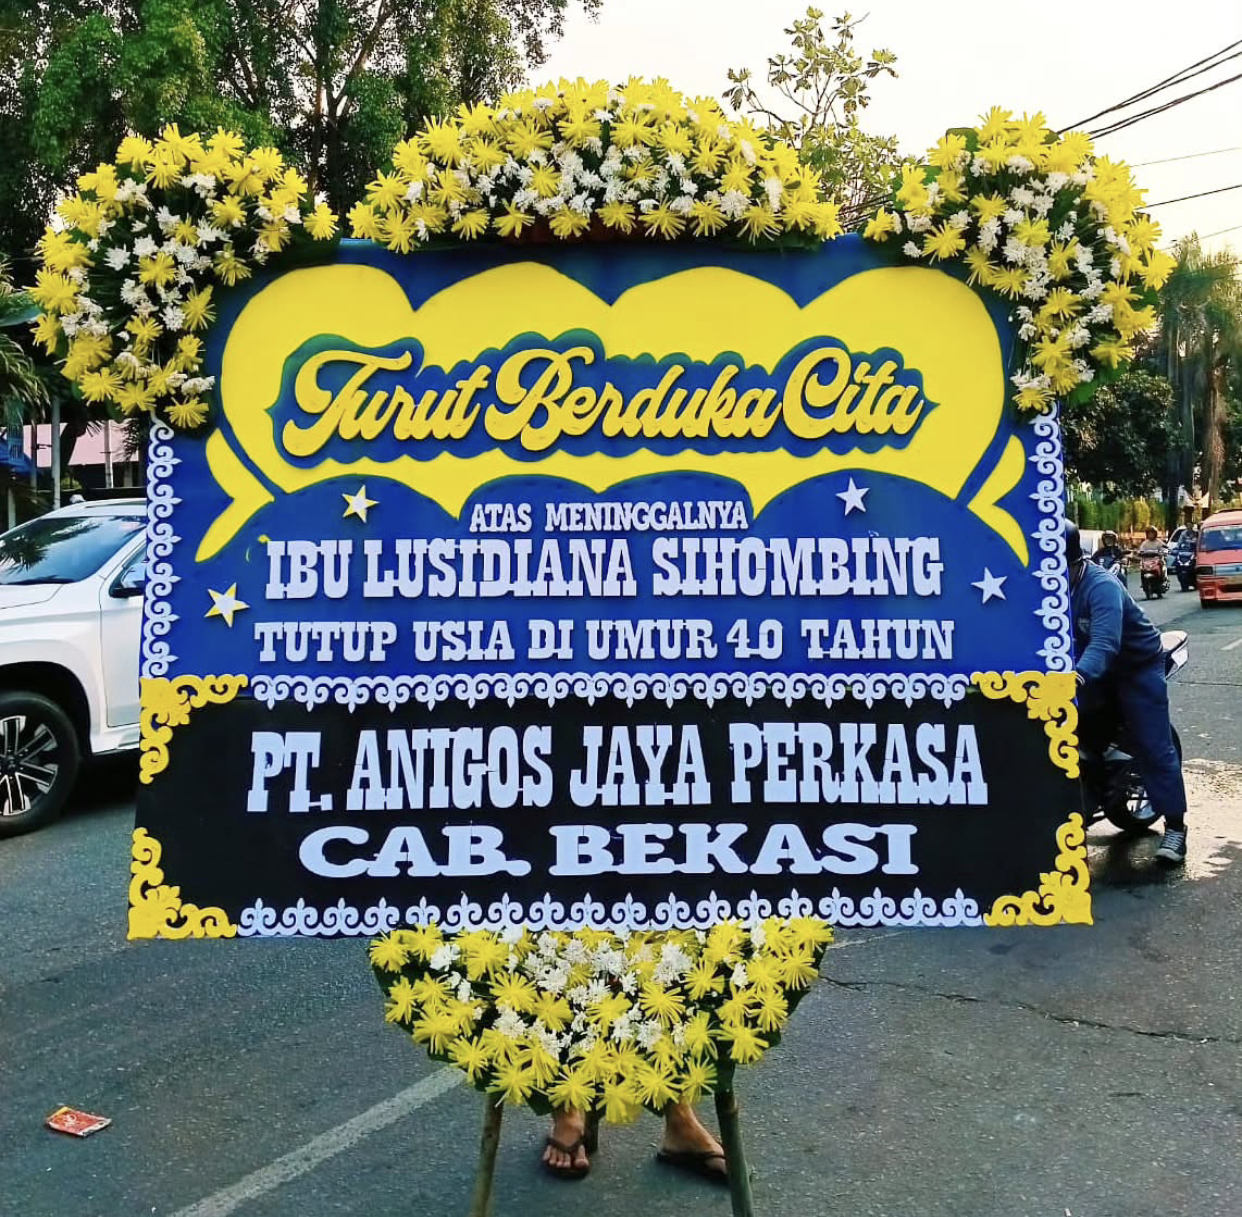 Turut Berduka Cita
ATAS MENINGGALNYA
IBU LUSIDIANA SIHOMBING
TUTUP USIA DI UMUR 40 TAHUN
PT. ANIGOS JAYA PERKASA
CAB. BEKASI